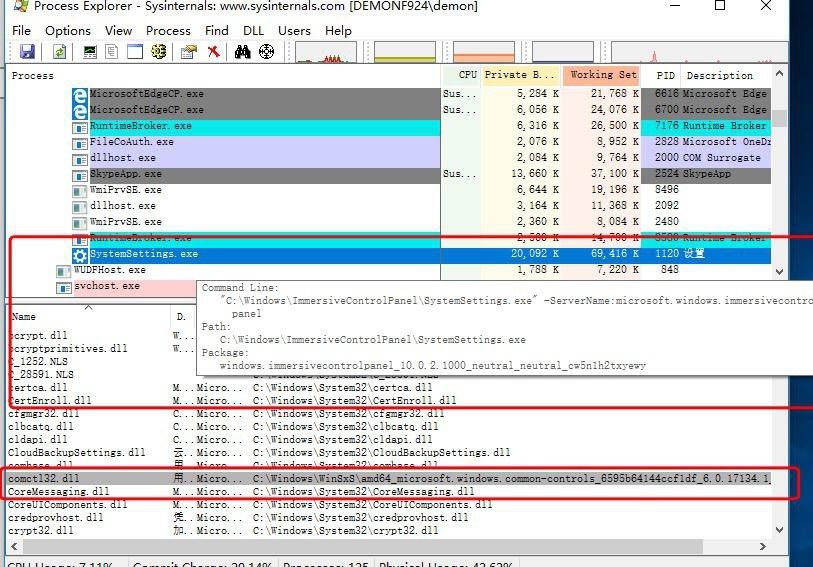 Process Explorer - Sysinternals: www.sysinternals.com [DEMONF924\demon]
File Options View Process Find DLL Users Help
Process CPU Private B... Working Set PID Description
MicrosoftEdgeCP.exe Sus... 5,284 K 21,768 K 6616 Microsoft Edge
MicrosoftEdgeCP.exe Sus... 6,056 K 24,076 K 6700 Microsoft Edge
RuntimeBroker.exe 6,316 K 26,500 K 7176 Runtime Broker
FileCoAuth.exe 2,076 K 8,952 K 2828 Microsoft OneDr
dllhost.exe 2,084 K 9,764 K 2000 COM Surrogate
SkypeApp.exe Sus... 13,660 K 37,100 K 2524 SkypeApp
WmiPrvSE.exe 6,644 K 19,196 K 8496
dllhost.exe 3,164 K 11,368 K 2092
WmiPrvSE.exe 2,360 K 8,084 K 2480
RuntimeBroker.exe 2,500 K 14,700 K Runtime Broker
SystemSettings.exe 20,092 K 69,416 K 1120 设置
WUDFHost.exe 1,788 K 7,220 K 848
svchost.exe
Command Line:
"C:\Windows\ImmersiveControlPanel\SystemSettings.exe" -ServerName:microsoft.windows.immersivecontro
panel
Path:
C:\Windows\ImmersiveControlPanel\SystemSettings.exe
Package:
windows.immersivecontrolpanel_10.0.2.1000_neutral_neutral_cw5n1h2txyewy
Name D.
bcrypt.dll W...
bcryptprimitives.dll W...
C_1252.NLS
C_28591.NLS
certca.dll M... Micro... C:\Windows\System32\certca.dll
CertEnroll.dll M... Micro... C:\Windows\System32\CertEnroll.dll
cfgmgr32.dll C... Micro... C:\Windows\System32\cfgmgr32.dll
clbcatq.dll C... Micro... C:\Windows\System32\clbcatq.dll
cldapi.dll C... Micro... C:\Windows\System32\cldapi.dll
CloudBackupSettings.dll 云.. Micro... C:\Windows\System32\CloudBackupSettings.dll
combase.dll 用.. Micro... C:\Windows\System32\combase.dll
comctl32.dll 用.. Micro... C:\Windows\WinSxS\amd64_microsoft.windows.common-controls_6595b64144ccf1df_6.0.17134.1
CoreMessaging.dll M... Micro... C:\Windows\System32\CoreMessaging.dll
CoreUIComponents.dll M... Micro... C:\Windows\System32\CoreUIComponents.dll
credprovhost.dll 凭.. Micro... C:\Windows\System32\credprovhost.dll
crypt32.dll 加.. Micro... C:\Windows\System32\crypt32.dll
CPU Usage: 7.11% Commit Charge: 29.14% Processes: 125 Physical Usage: 42.62%